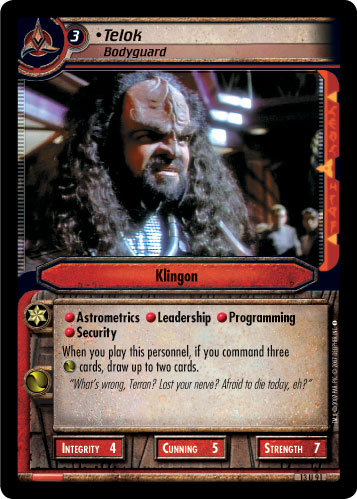 3
•Telok
Bodyguard
Klingon
Astrometrics Leadership Programming
Security
When you play this personnel, if you command three
cards, draw up to two cards.
"What's wrong, Terran? Lost your nerve? Afraid to die today, eh?"
INTEGRITY 4 CUNNING 5 STRENGTH 7
13 U 91